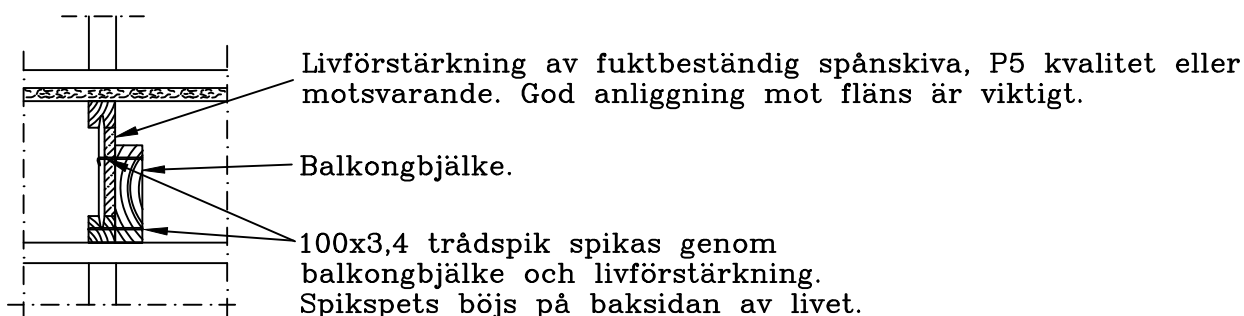 Livförstärkning av fuktbeständig spånskiva, P5 kvalitet eller
motsvarande. God anliggning mot fläns är viktigt.
Balkongbjälke.
100x3,4 trådspik spikas genom
balkongbjälke och livförstärkning.
Spikspets böjs på baksidan av livet.